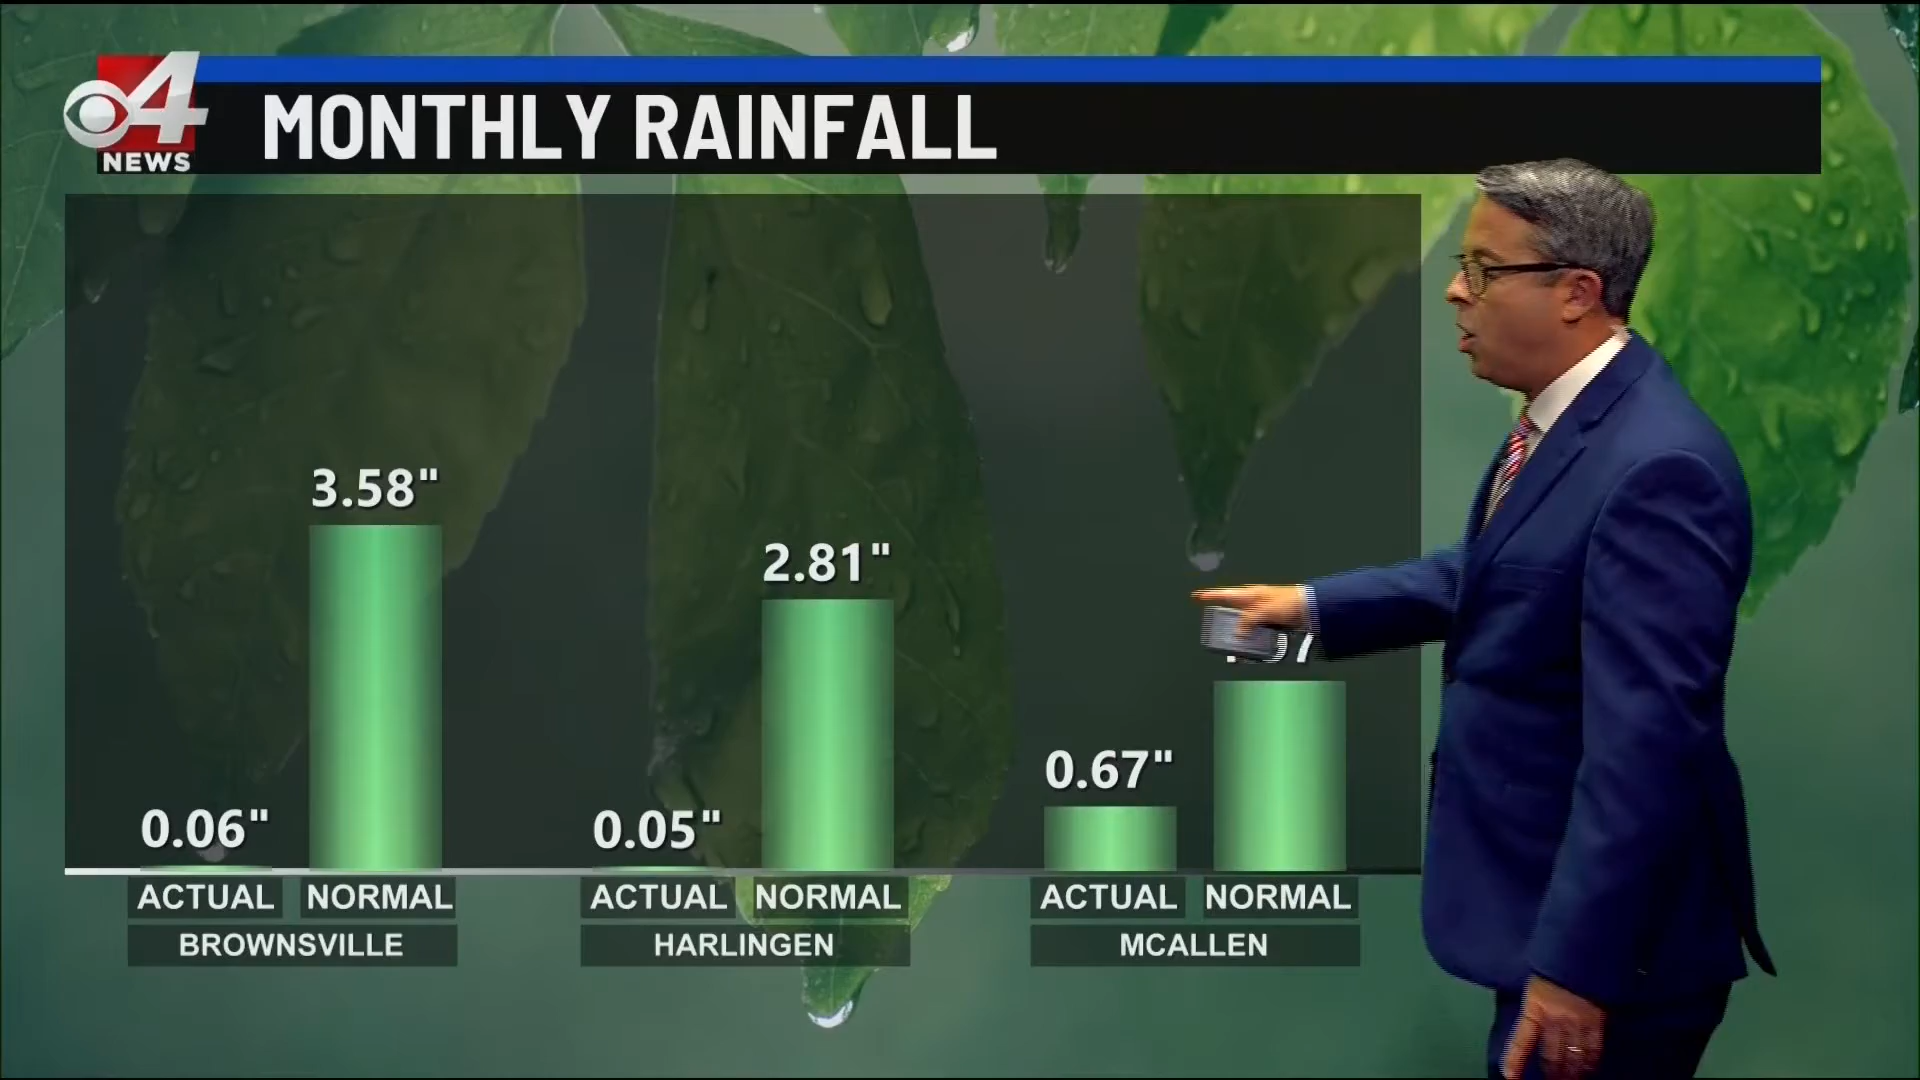 4
NEWS
MONTHLY RAINFALL
3.58"
2.81"
0.67"
0.06"
0.05"
ACTUAL NORMAL ACTUAL NORMAL ACTUAL NORMAL
BROWNSVILLE HARLINGEN MCALLEN